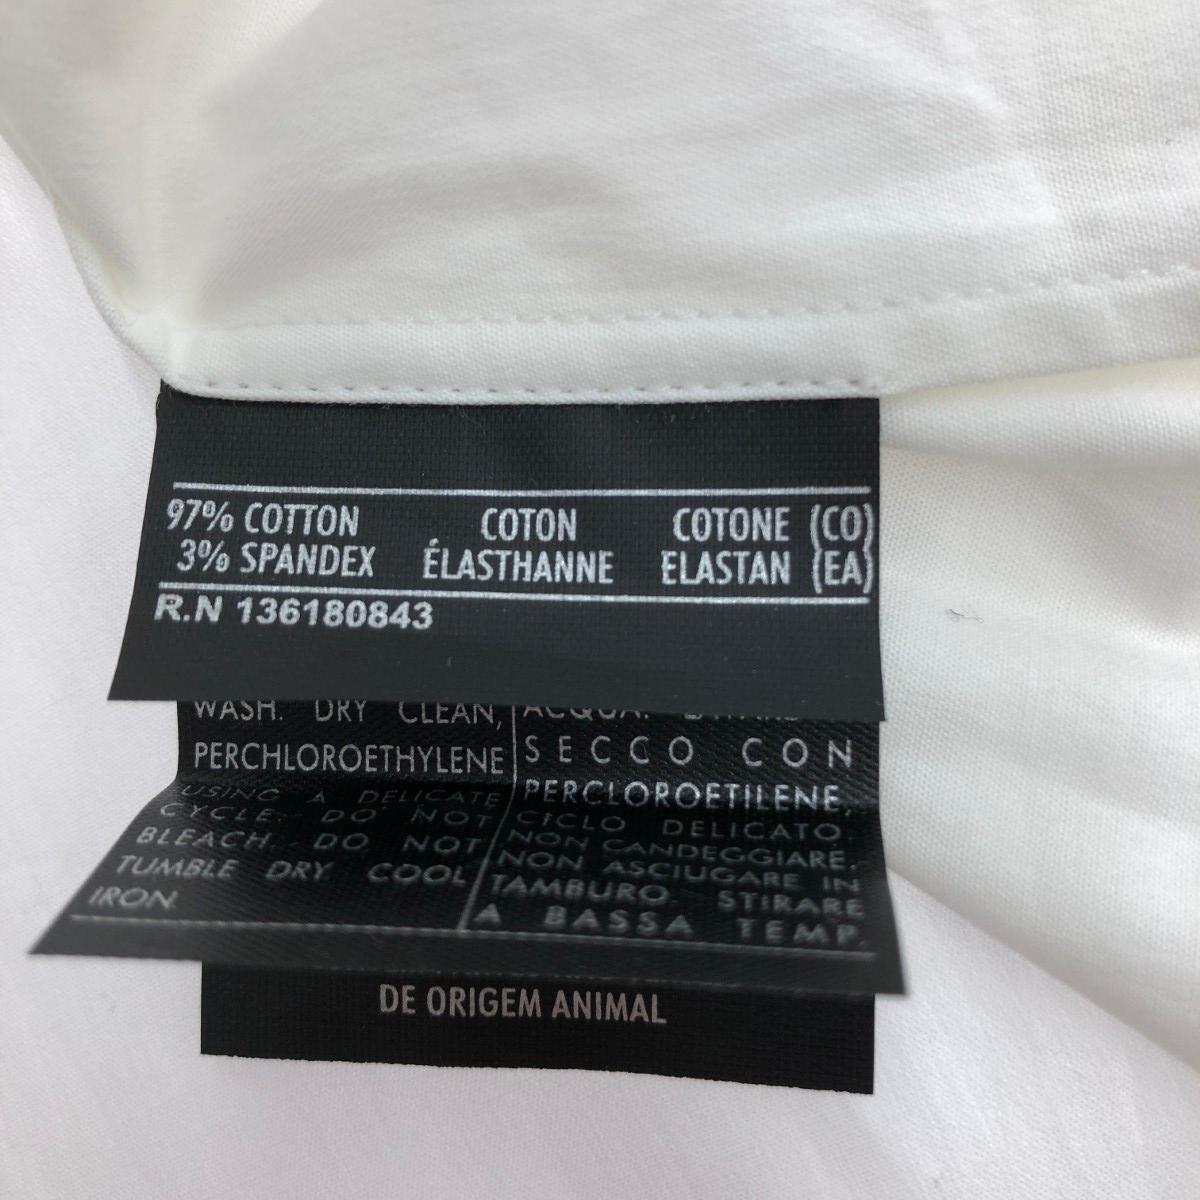 97% COTTON COTON COTONE (CO)
3% SPANDEX ÉLASTHANNE ELASTAN (EA)
R.N 136180843
WASH. DRY CLEAN,
PERCHLOROETHYLENE
USING A DELICATE
CYCLE. DO NOT
BLEACH. DO NOT
TUMBLE DRY COOL
IRON.
ACQUA.
SECCO CON
PERCLOROETILENE,
CICLO DELICATO.
NON CANDEGGIARE.
NON ASCIUGARE IN
TAMBURO. STIRARE
A BASSA TEMP.
DE ORIGEM ANIMAL